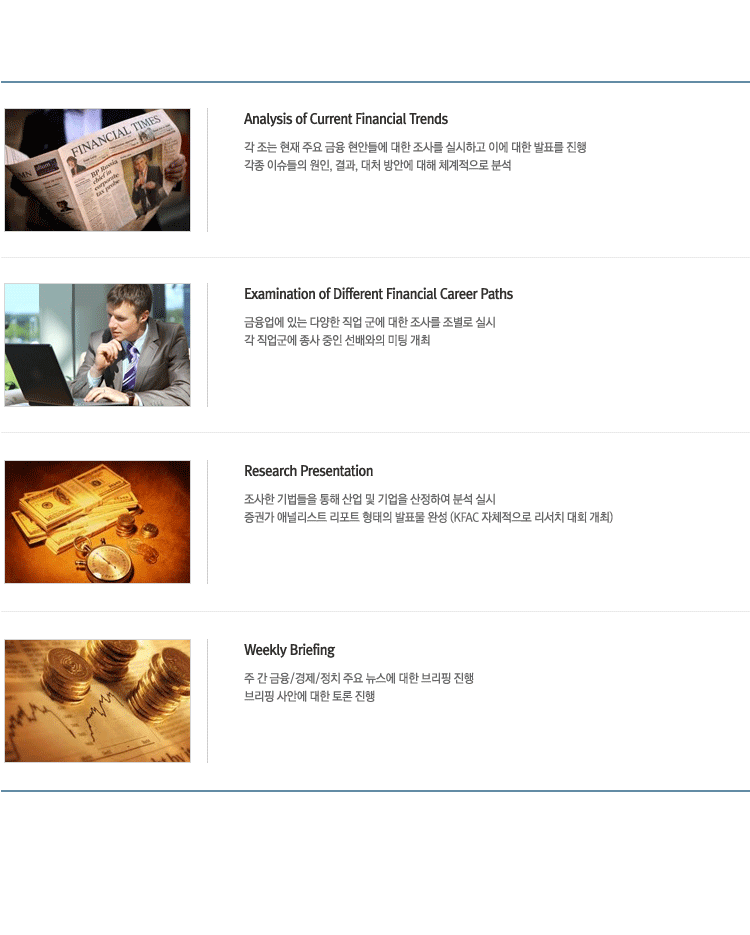 Analysis of Current Financial Trends
각 조는 현재 주요 금융 현안들에 대한 조사를 실시하고 이에 대한 발표를 진행
각종 이슈들의 원인, 결과, 대처 방안에 대해 체계적으로 분석
FINANCIAL TIMES
BP Russia
chief in
corporate
tax probe
Examination of Different Financial Career Paths
금융업에 있는 다양한 직업 군에 대한 조사를 조별로 실시
각 직업군에 종사 중인 선배와의 미팅 개최
Research Presentation
조사한 기법들을 통해 산업 및 기업을 산정하여 분석 실시
증권가 애널리스트 리포트 형태의 발표물 완성 (KFAC 자체적으로 리서치 대회 개최)
Weekly Briefing
주 간 금융/경제/정치 주요 뉴스에 대한 브리핑 진행
브리핑 사안에 대한 토론 진행